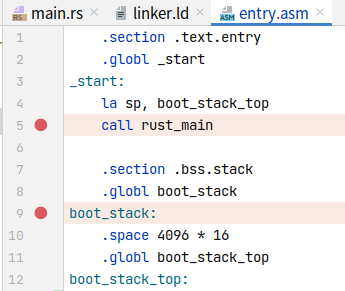 main.rs linker.ld entry.asm
1 .section .text.entry
2 .globl _start
3 _start:
4 la sp, boot_stack_top
5 call rust_main
6
7 .section .bss.stack
8 .globl boot_stack
9 boot_stack:
10 .space 4096 * 16
11 .globl boot_stack_top
12 boot_stack_top: